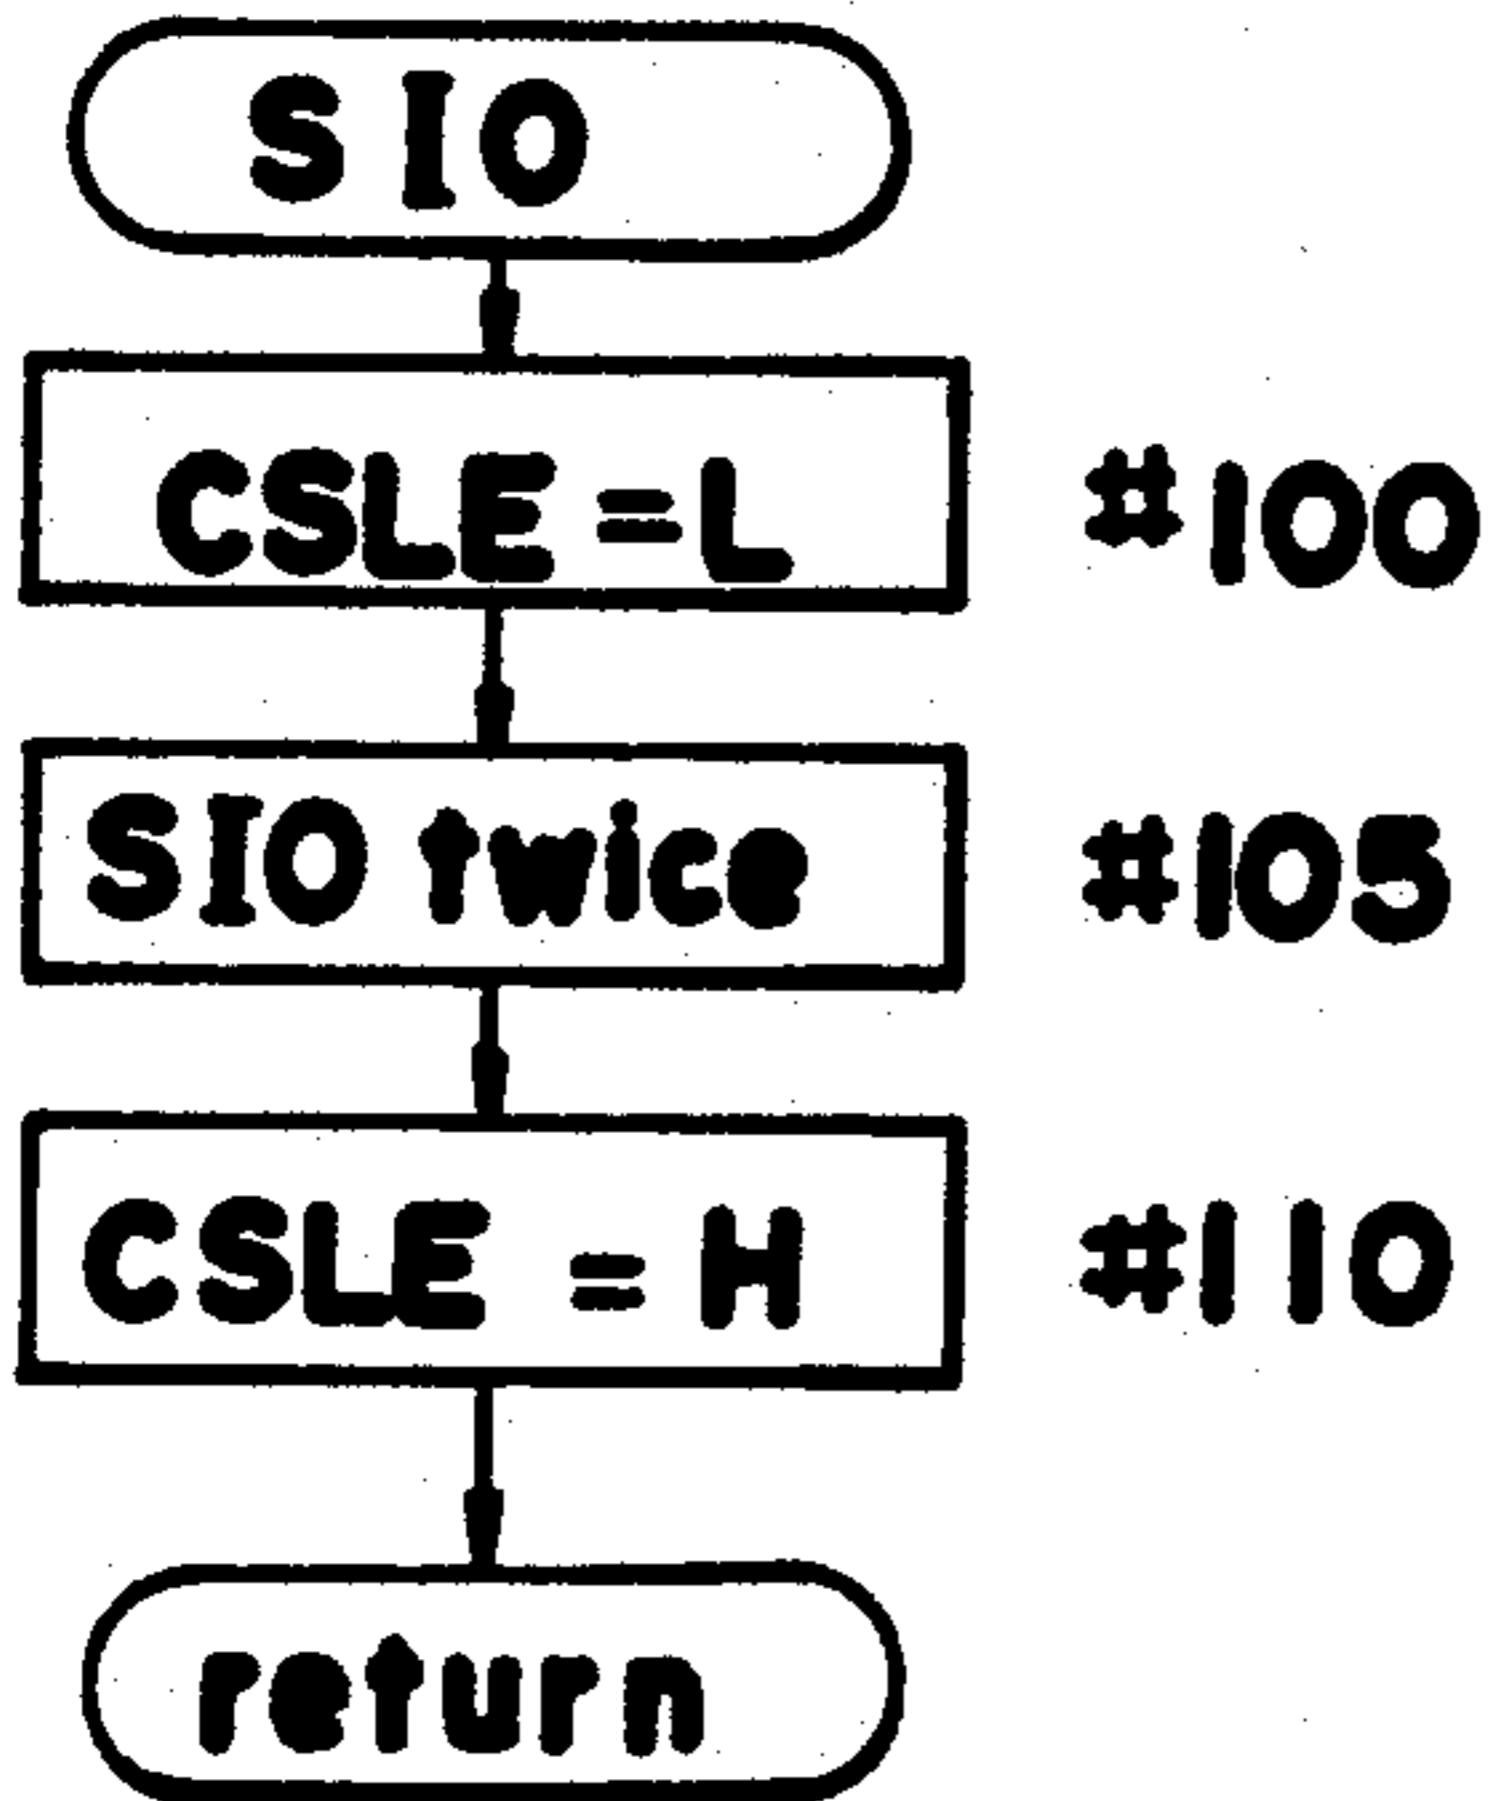 SIO
CSLE = L #100
SIO twice #105
CSLE = H #110
return